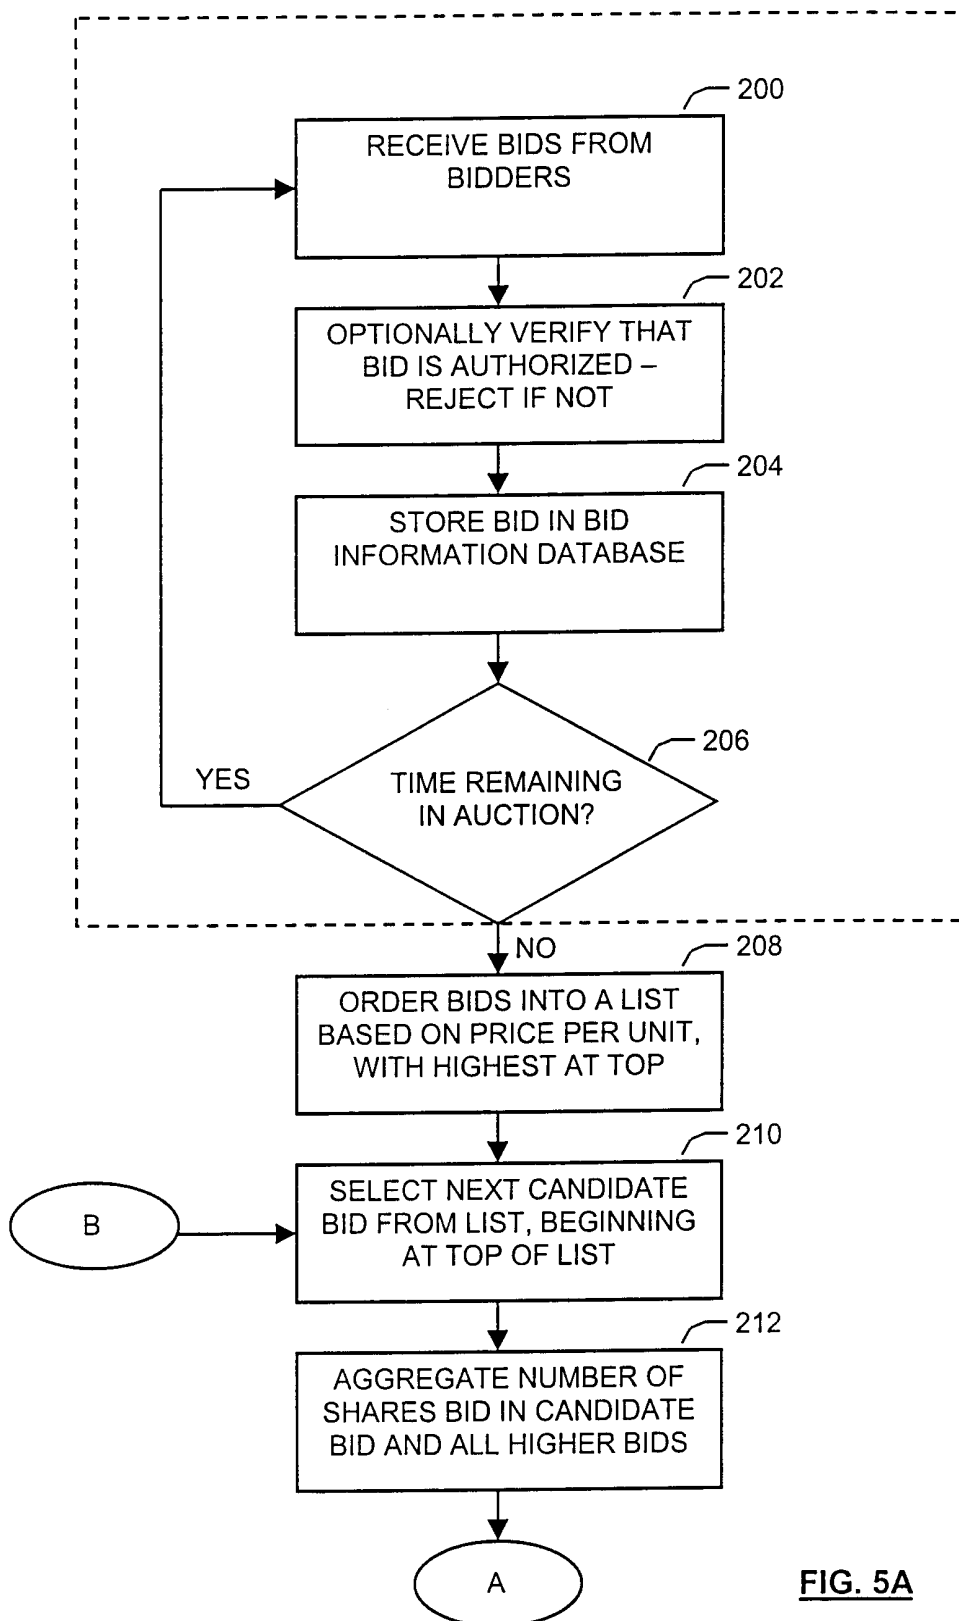 200
RECEIVE BIDS FROM
BIDDERS
202
OPTIONALLY VERIFY THAT
BID IS AUTHORIZED –
REJECT IF NOT
204
STORE BID IN BID
INFORMATION DATABASE
206
YES
TIME REMAINING
IN AUCTION?
NO
208
ORDER BIDS INTO A LIST
BASED ON PRICE PER UNIT,
WITH HIGHEST AT TOP
210
B
SELECT NEXT CANDIDATE
BID FROM LIST, BEGINNING
AT TOP OF LIST
212
AGGREGATE NUMBER OF
SHARES BID IN CANDIDATE
BID AND ALL HIGHER BIDS
A
FIG. 5A